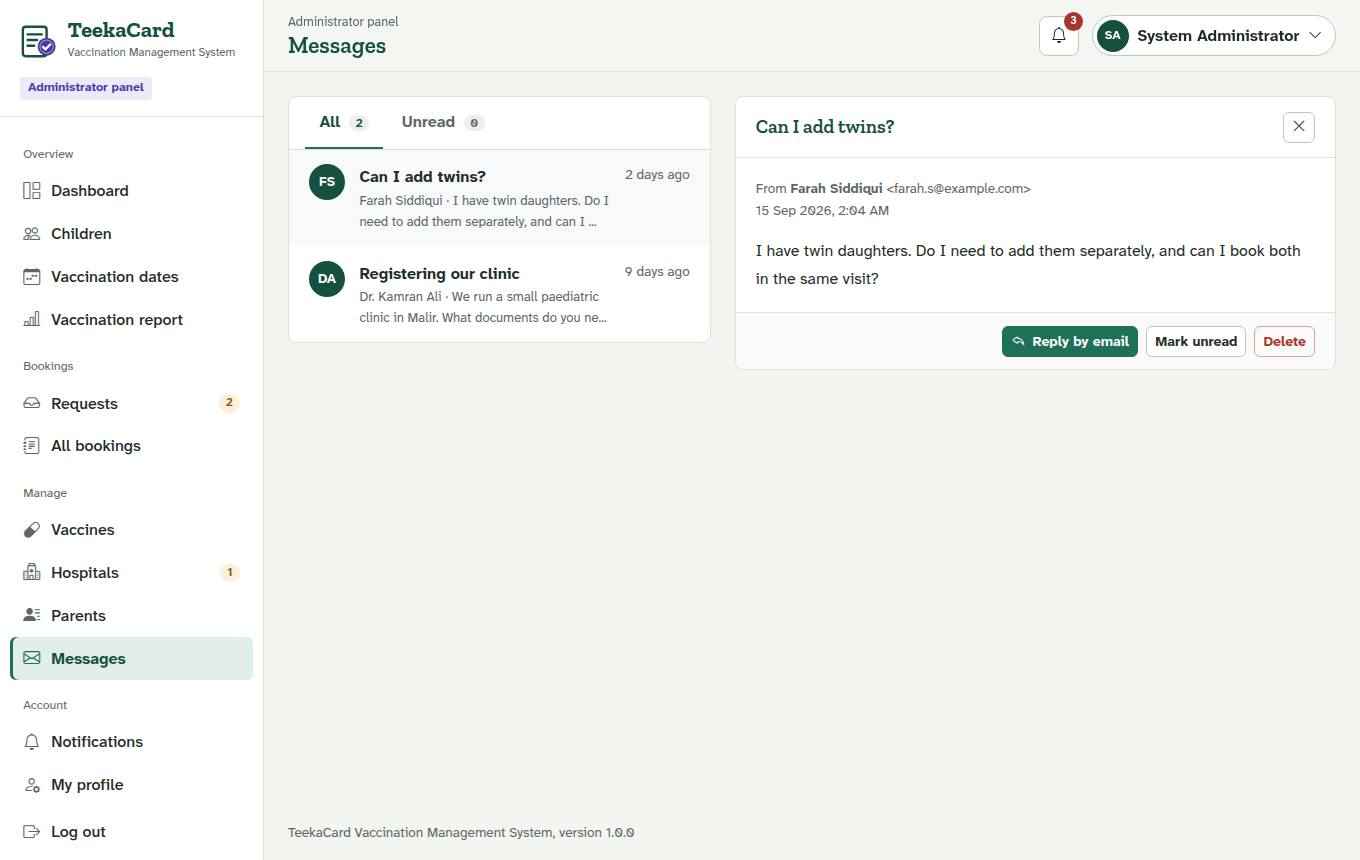 TeekaCard
Vaccination Management System
Administrator panel
Overview
Dashboard
Children
Vaccination dates
Vaccination report
Bookings
Requests 2
All bookings
Manage
Vaccines
Hospitals 1
Parents
Messages
Account
Notifications
My profile
Log out
Administrator panel
Messages
3
SA System Administrator
All 2 Unread 0
FS
Can I add twins? 2 days ago
Farah Siddiqui · I have twin daughters. Do I
need to add them separately, and can I ...
DA
Registering our clinic 9 days ago
Dr. Kamran Ali · We run a small paediatric
clinic in Malir. What documents do you ne...
Can I add twins?
From Farah Siddiqui <farah.s@example.com>
15 Sep 2026, 2:04 AM
I have twin daughters. Do I need to add them separately, and can I book both
in the same visit?
Reply by email Mark unread Delete
TeekaCard Vaccination Management System, version 1.0.0